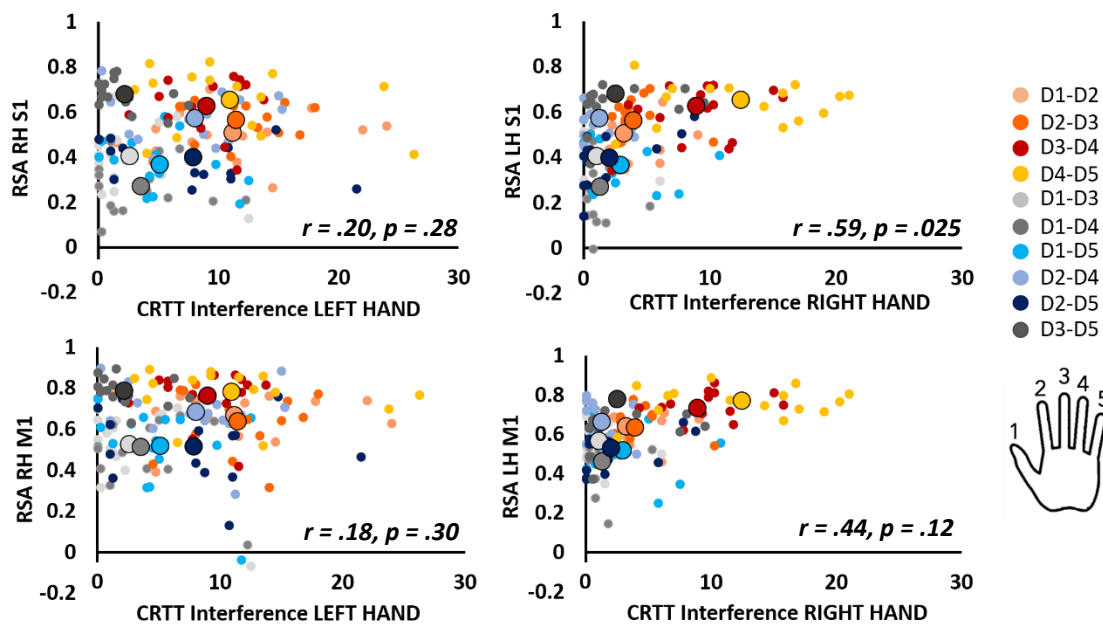 RSA RH S1
1
0.8
0.6
0.4
0.2
0
-0.2
0
10
20
30
r = .20, p = .28
CRTT Interference LEFT HAND
RSA LH S1
1
0.8
0.6
0.4
0.2
0
-0.2
0
10
20
30
r = .59, p = .025
CRTT Interference RIGHT HAND
D1-D2
D2-D3
D3-D4
D4-D5
D1-D3
D1-D4
D1-D5
D2-D4
D2-D5
D3-D5
RSA RH M1
1
0.8
0.6
0.4
0.2
0
-0.2
0
10
20
30
r = .18, p = .30
CRTT Interference LEFT HAND
RSA LH M1
1
0.8
0.6
0.4
0.2
0
-0.2
0
10
20
30
r = .44, p = .12
CRTT Interference RIGHT HAND
1
2
3
4